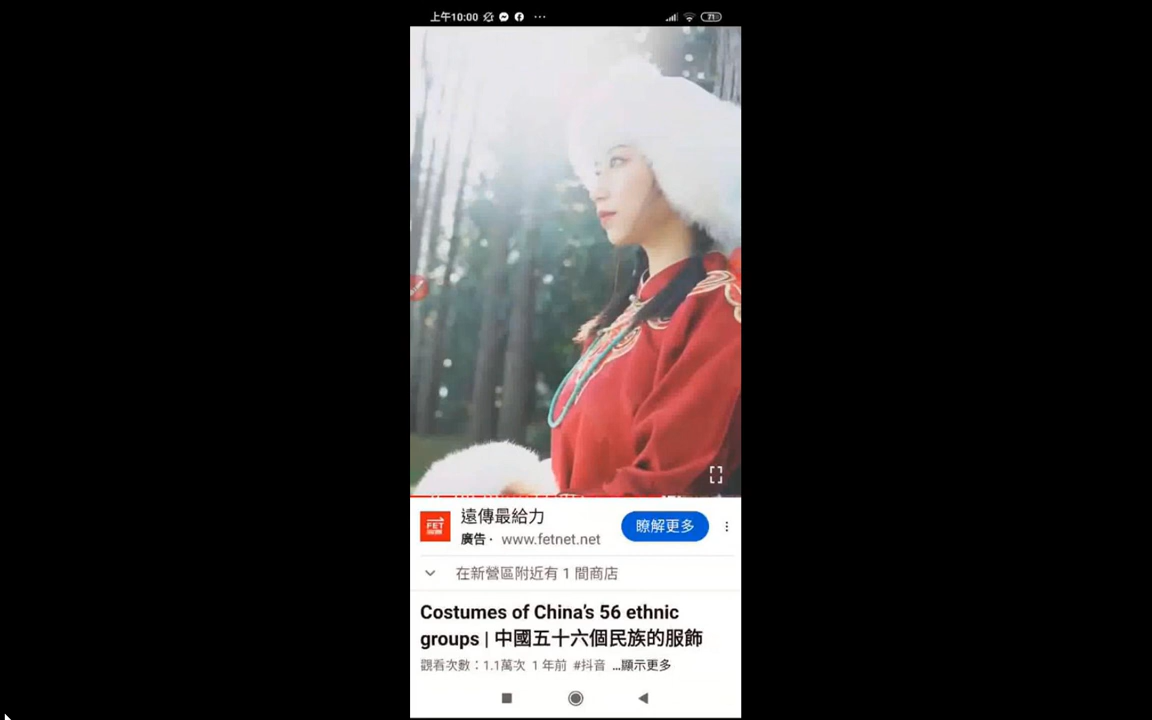 上午10:00
71
FET
遠傳最給力
廣告 · www.fetnet.net
瞭解更多
在新營區附近有 1 間商店
Costumes of China's 56 ethnic
groups | 中國五十六個民族的服飾
觀看次數：1.1萬次 1 年前 #抖音 ...顯示更多